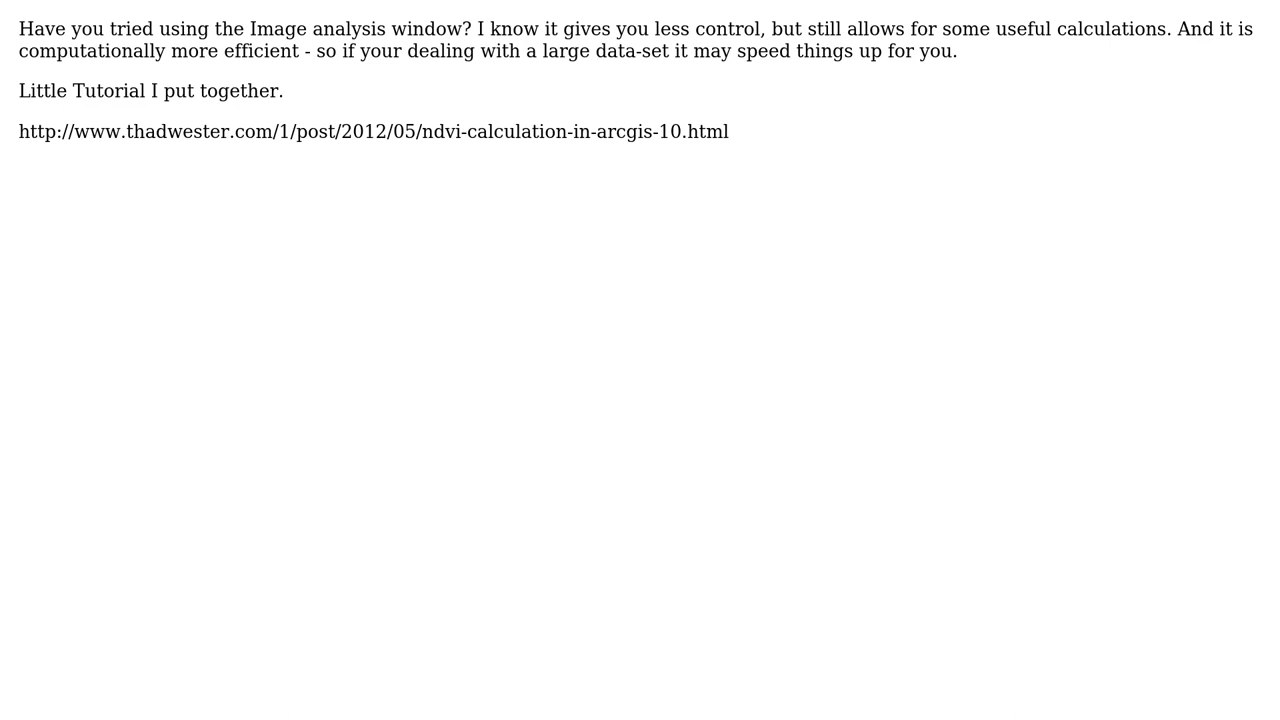 Have you tried using the Image analysis window? I know it gives you less control, but still allows for some useful calculations. And it is
computationally more efficient - so if your dealing with a large data-set it may speed things up for you.
Little Tutorial I put together.
http://www.thadwester.com/1/post/2012/05/ndvi-calculation-in-arcgis-10.html